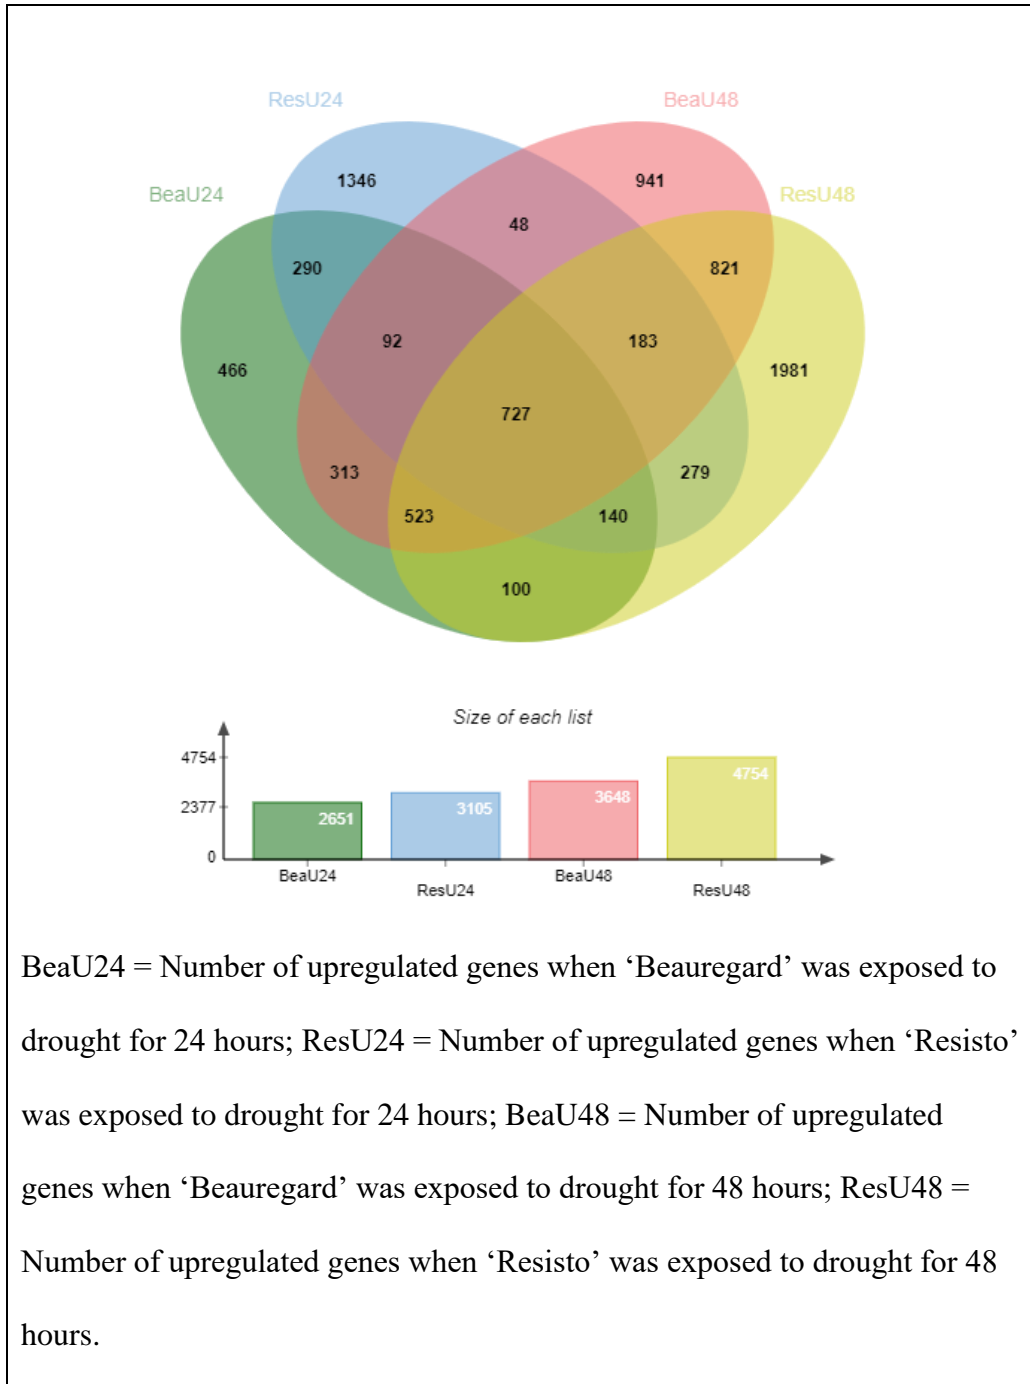 ResU24
BeaU48
BeaU24
ResU48
1346
941
48
290
821
92
183
466
1981
727
313
279
523
140
100
Size of each list
4754
2377
0
2651
3105
3648
4754
BeaU24
ResU24
BeaU48
ResU48
BeaU24 = Number of upregulated genes when ‘Beauregard’ was exposed to
drought for 24 hours; ResU24 = Number of upregulated genes when ‘Resisto’
was exposed to drought for 24 hours; BeaU48 = Number of upregulated
genes when ‘Beauregard’ was exposed to drought for 48 hours; ResU48 =
Number of upregulated genes when ‘Resisto’ was exposed to drought for 48
hours.